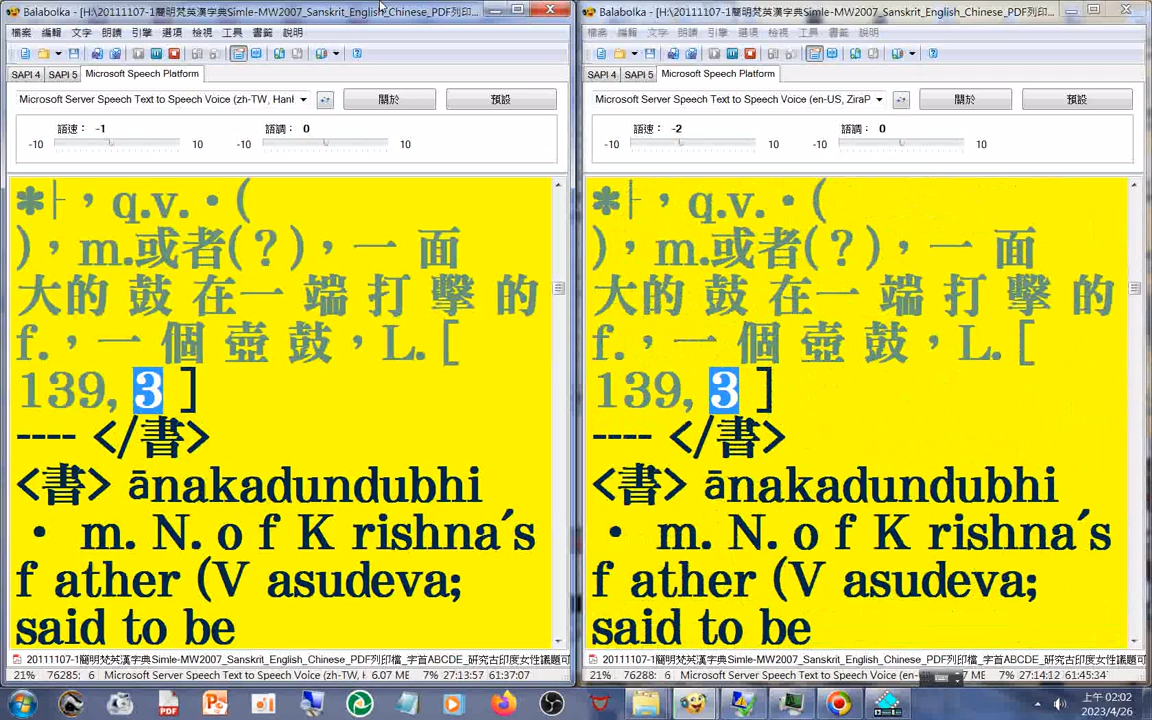 Balabolka - [H:\20111107-1簡明梵英漢字典Simle-MW2007_Sanskrit_English_Chinese_PDF列印...
檔案 編輯 文字 朗讀 引擎 選項 檢視 工具 書籤 說明
SAPI 4 SAPI 5 Microsoft Speech Platform
Microsoft Server Speech Text to Speech Voice (zh-TW, HanI 關於 預設
語速: -1 語調: 0
-10 10 -10 10
✽├，q.v.·(
)，m.或者(？)，一 面
大的 鼓 在一 端 打 擊 的
f.，一 個 壺 鼓，L.[
139, 3 ]
---- </書>
<書> ānakadundubhi
· m. N. o f K rishna´s
f ather (V asudeva;
said to be
20111107-1簡明梵英漢字典Simle-MW2007_Sanskrit_English_Chinese_PDF列印檔_字首ABCDE_研究古印度女性議題可
21% 76285: 6 Microsoft Server Speech Text to Speech Voice (zh-TW, H 6.07 ME 7% 27:13:57 61:37:07
Balabolka - [H:\20111107-1簡明梵英漢字典Simle-MW2007_Sanskrit_English_Chinese_PDF列印...
檔案 編輯 文字 朗讀 引擎 選項 檢視 工具 書籤 說明
SAPI 4 SAPI 5 Microsoft Speech Platform
Microsoft Server Speech Text to Speech Voice (en-US, ZiraP 關於 預設
語速: -2 語調: 0
-10 10 -10 10
✽├，q.v.·(
)，m.或者(？)，一 面
大的 鼓 在一 端 打 擊 的
f.，一 個 壺 鼓，L.[
139, 3 ]
---- </書>
<書> ānakadundubhi
· m. N. o f K rishna´s
f ather (V asudeva;
said to be
20111107-1簡明梵英漢字典Simle-MW2007_Sanskrit_English_Chinese_PDF列印檔_字首ABCDE_研究古印度女性議題可
21% 76288: 6 Microsoft Server Speech Text to Speech Voice (en-US, ME 7% 27:14:12 61:45:34
上午 02:02
2023/4/26